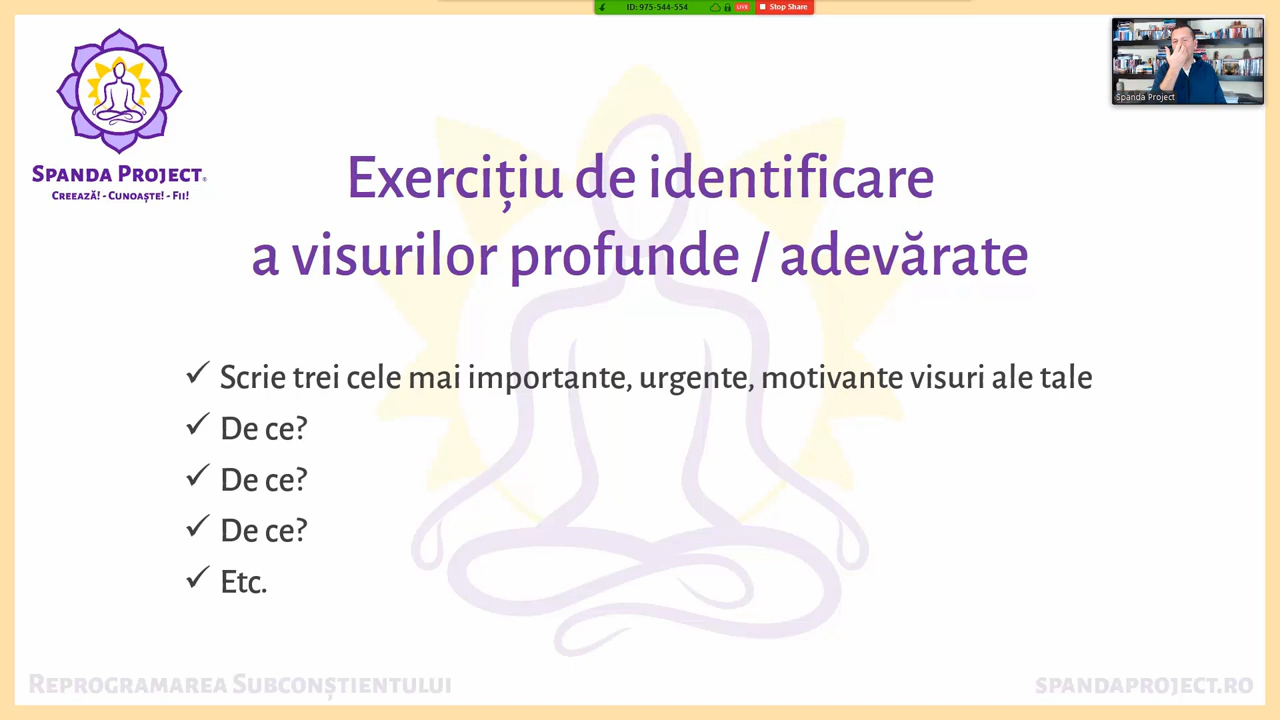 ID: 975-544-554 LIVE Stop Share
Spanda Project
SPANDA PROJECT®
CREEAZĂ! - CUNOAȘTE! - FII!
Exercițiu de identificare
a visurilor profunde / adevărate
✓ Scrie trei cele mai importante, urgente, motivante visuri ale tale
✓ De ce?
✓ De ce?
✓ De ce?
✓ Etc.
REPROGRAMAREA SUBCONȘTIENTULUI
SPANDAPROJECT.RO